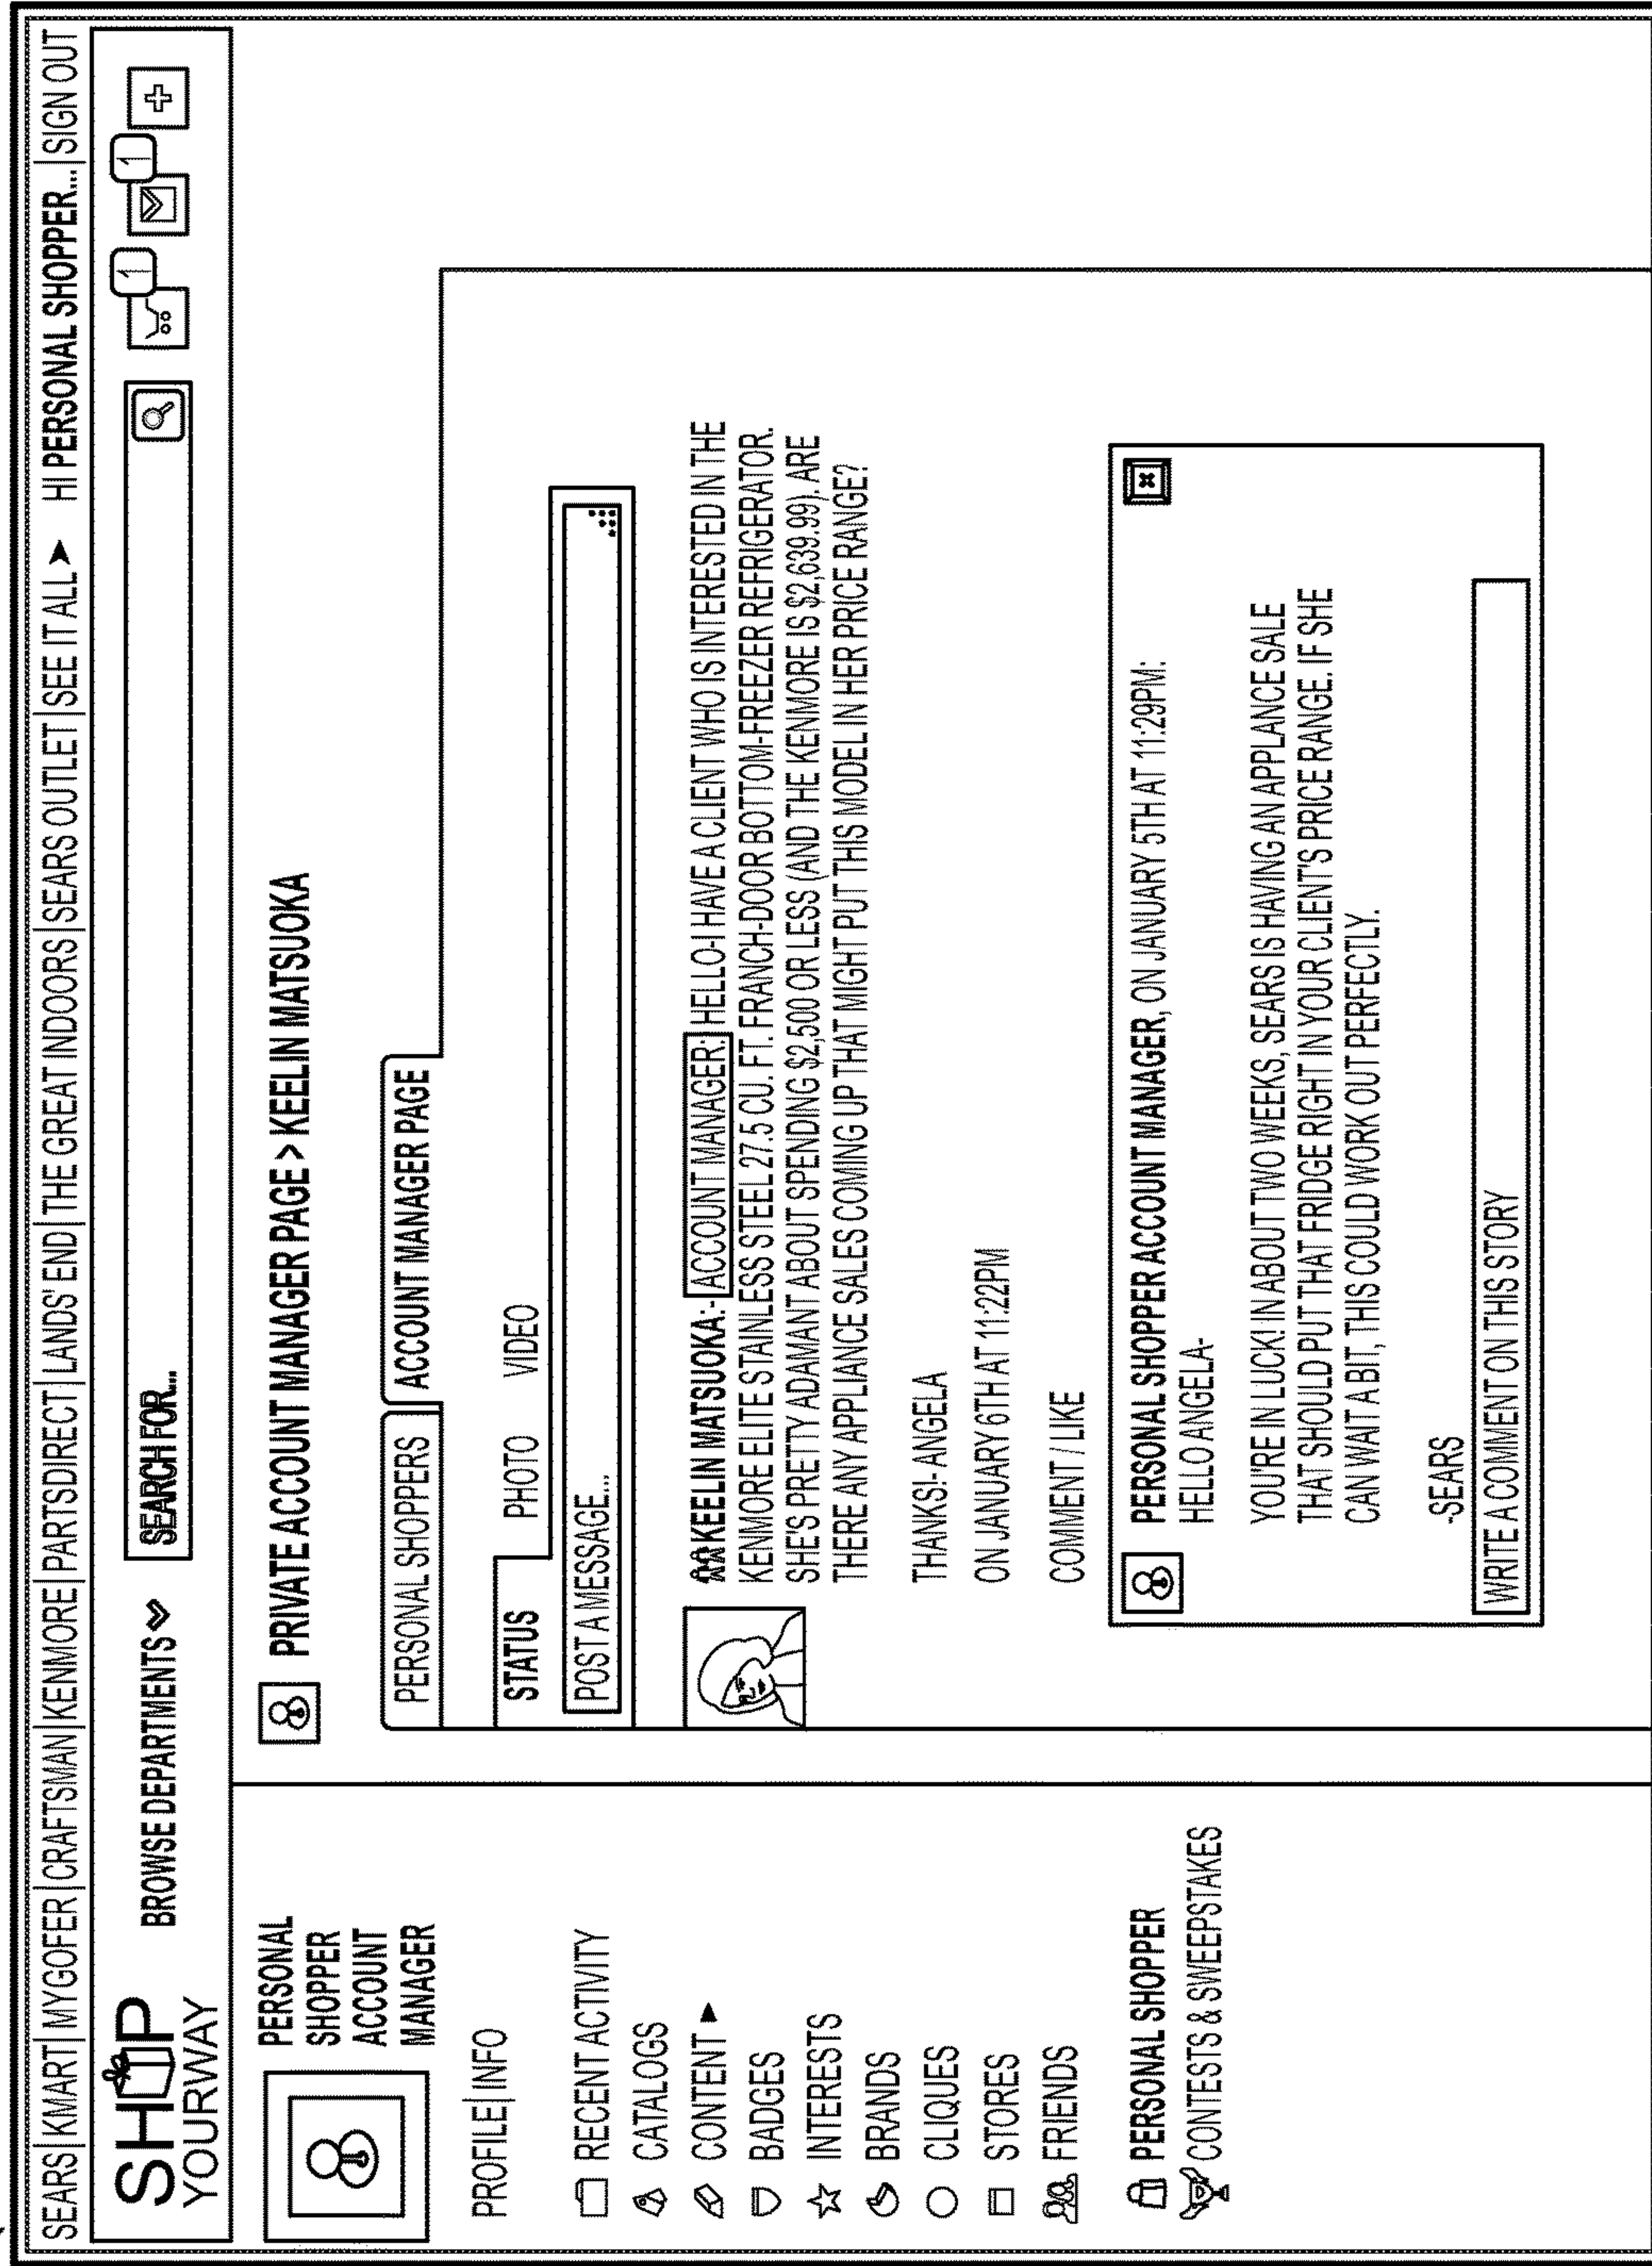 SEARS | KMART | MYGOFER | CRAFTSMAN | KENMORE | PARTSDIRECT | LANDS' END | THE GREAT INDOORS | SEARS OUTLET | SEE IT ALL ➤ HI PERSONAL SHOPPER... | SIGN OUT
SHOP
YOURWAY
BROWSE DEPARTMENTS
SEARCH FOR...
1
1
PERSONAL
SHOPPER
ACCOUNT
MANAGER
PROFILE | INFO
RECENT ACTIVITY
CATALOGS
CONTENT ►
BADGES
INTERESTS
BRANDS
CLIQUES
STORES
FRIENDS
PERSONAL SHOPPER
CONTESTS & SWEEPSTAKES
PRIVATE ACCOUNT MANAGER PAGE > KEELIN MATSUOKA
PERSONAL SHOPPERS
ACCOUNT MANAGER PAGE
STATUS PHOTO VIDEO
POST A MESSAGE...
KEELIN MATSUOKA:- ACCOUNT MANAGER: HELLO-I HAVE A CLIENT WHO IS INTERESTED IN THE
KENMORE ELITE STAINLESS STEEL 27.5 CU. FT. FRANCH-DOOR BOTTOM-FREEZER REFRIGERATOR.
SHE'S PRETTY ADAMANT ABOUT SPENDING $2,500 OR LESS (AND THE KENMORE IS $2,639.99). ARE
THERE ANY APPLIANCE SALES COMING UP THAT MIGHT PUT THIS MODEL IN HER PRICE RANGE?
THANKS!- ANGELA
ON JANUARY 6TH AT 11:22PM
COMMENT / LIKE
PERSONAL SHOPPER ACCOUNT MANAGER, ON JANUARY 5TH AT 11:29PM:
HELLO ANGELA-
YOU'RE IN LUCK! IN ABOUT TWO WEEKS, SEARS IS HAVING AN APPLANCE SALE
THAT SHOULD PUT THAT FRIDGE RIGHT IN YOUR CLIENT'S PRICE RANGE. IF SHE
CAN WAIT A BIT, THIS COULD WORK OUT PERFECTLY.
-SEARS
WRITE A COMMENT ON THIS STORY